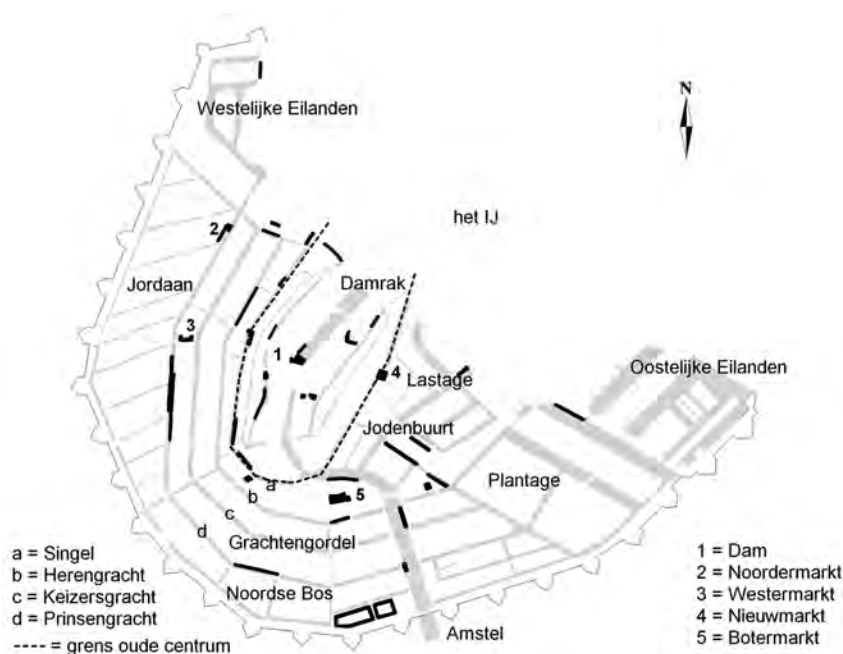 Westelijke Eilanden
N
het IJ
2
Jordaan
Damrak
3
1
4
Lastage
Oostelijke Eilanden
Jodenbuurt
Plantage
a
b
5
c
d
Grachtengordel
Noordse Bos
Amstel
a = Singel
b = Herengracht
c = Keizersgracht
d = Prinsengracht
---- = grens oude centrum
1 = Dam
2 = Noordermarkt
3 = Westermarkt
4 = Nieuwmarkt
5 = Botermarkt